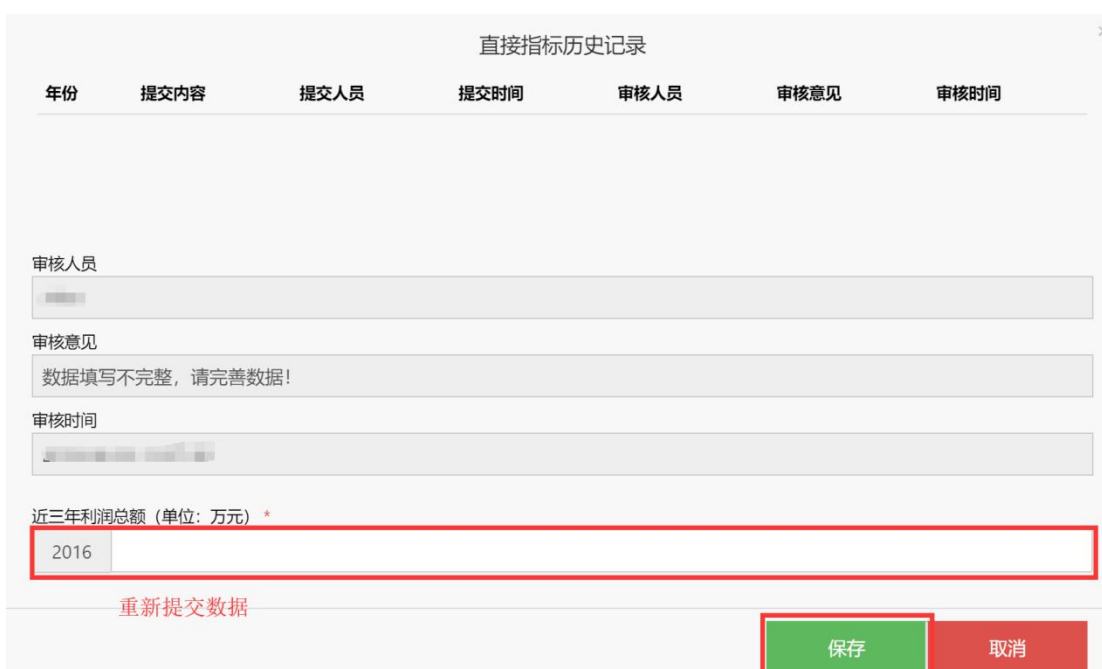 直接指标历史记录
年份 提交内容 提交人员 提交时间 审核人员 审核意见 审核时间
审核人员
审核意见
数据填写不完整，请完善数据！
审核时间
近三年利润总额（单位：万元） *
2016
重新提交数据
保存 取消